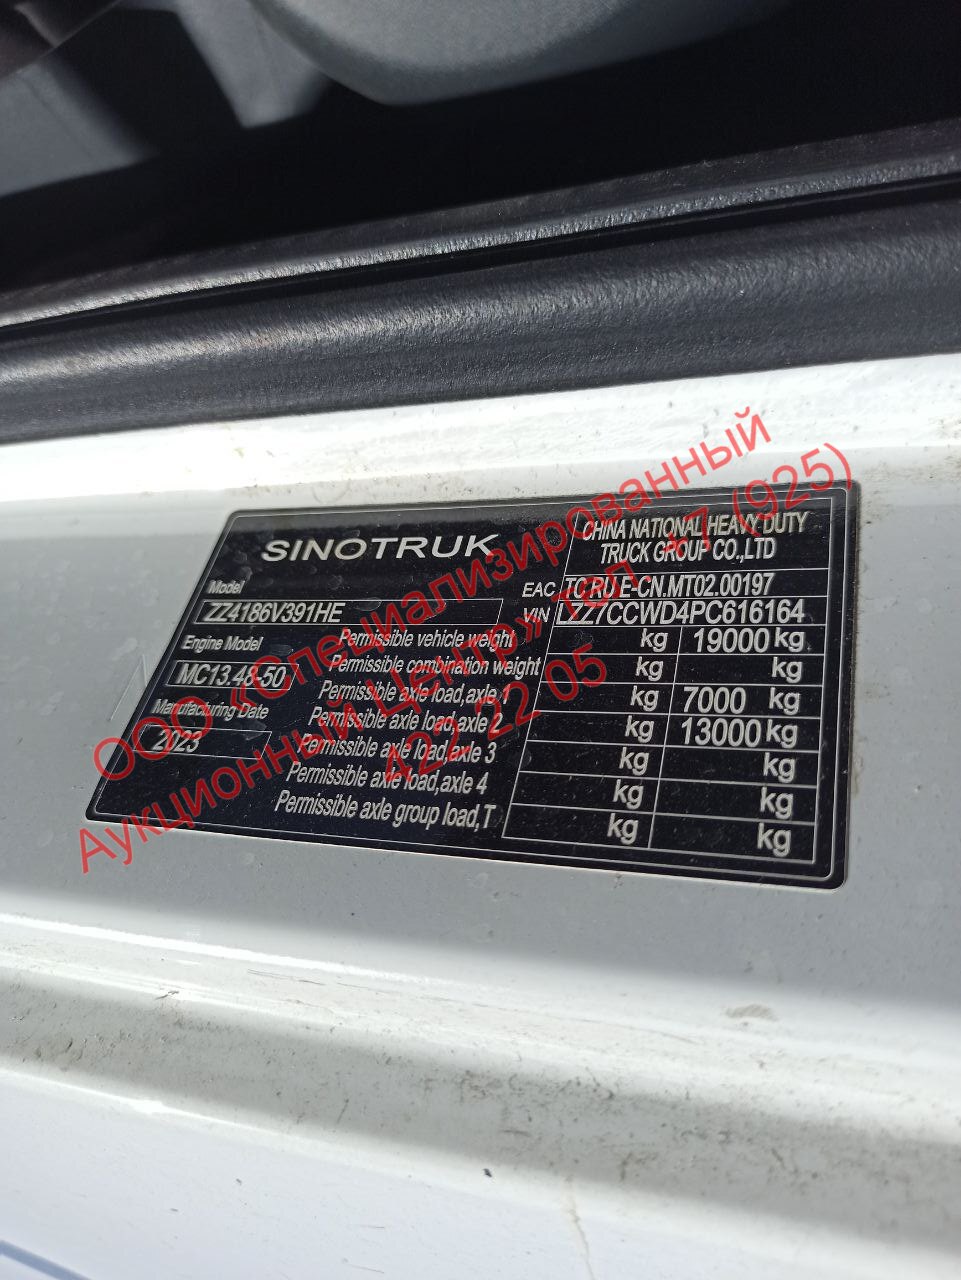 SINOTRUK
CHINA NATIONAL HEAVY DUTY
TRUCK GROUP CO.,LTD
Model
ZZ4186V391HE
EAC TC RU E-CN.MT02.00197
VIN LZZ7CCWD4PC616164
Engine Model
MC13.48-50
Manufacturing Date
2023
Permissible vehicle weight kg 19000 kg
Permissible combination weight kg kg
Permissible axle load,axle 1 kg 7000 kg
Permissible axle load,axle 2 kg 13000 kg
Permissible axle load,axle 3 kg kg
Permissible axle load,axle 4 kg kg
Permissible axle group load,T kg kg
ООО «Специализированный
Аукционный Центр» тел +7 (925)
422 22 05